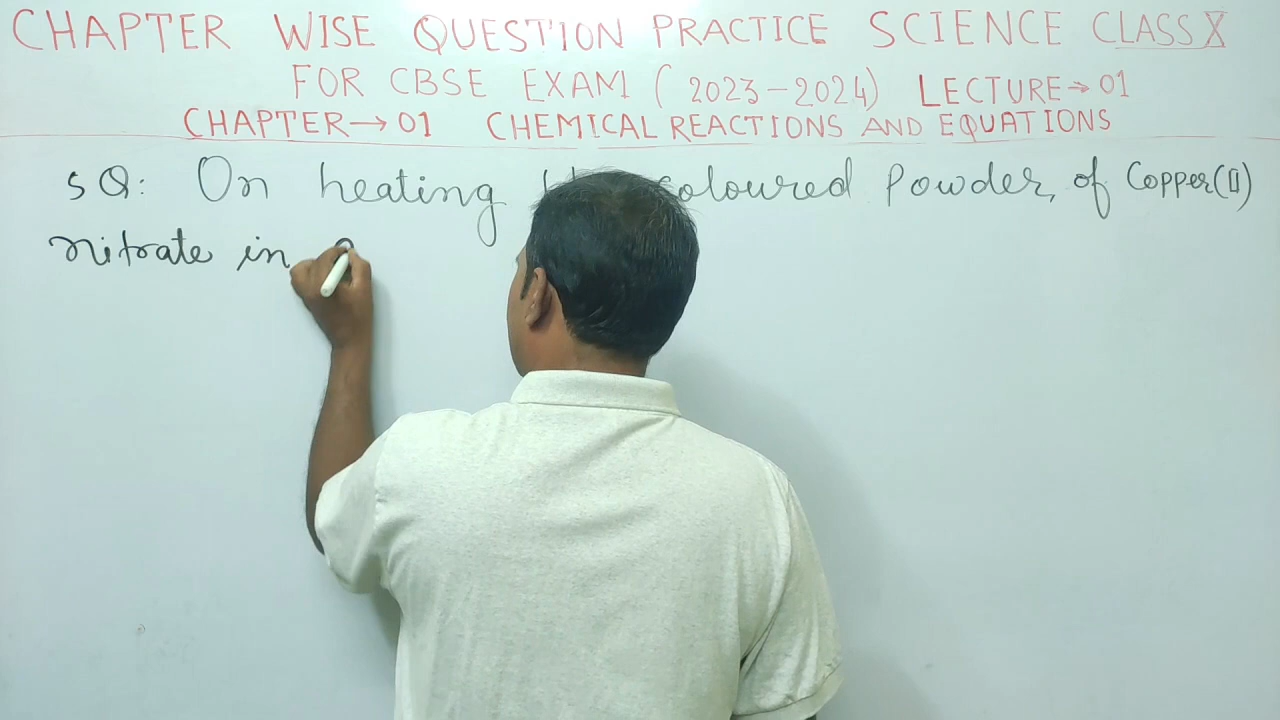 CHAPTER WISE QUESTION PRACTICE SCIENCE CLASS X
FOR CBSE EXAM (2023-2024) LECTURE→01
CHAPTER→01 CHEMICAL REACTIONS AND EQUATIONS
5 Q: On heating coloured Powder of Copper(II)
nitrate in